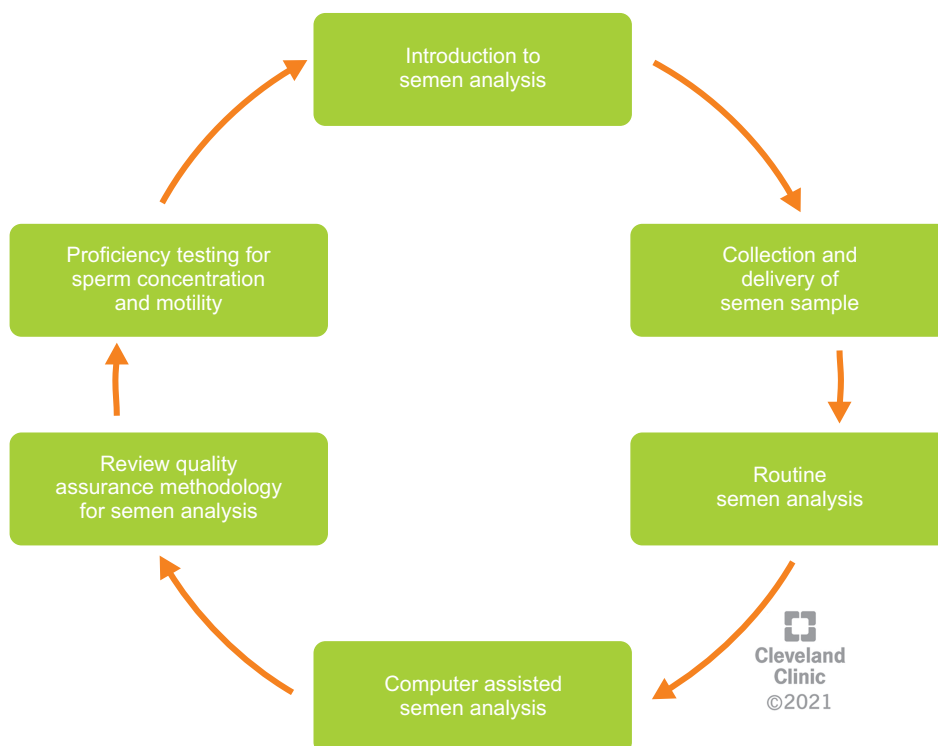 Introduction to
semen analysis
Collection and
delivery of
semen sample
Routine
semen analysis
Computer assisted
semen analysis
Review quality
assurance methodology
for semen analysis
Proficiency testing for
sperm concentration
and motility
Cleveland
Clinic
©2021